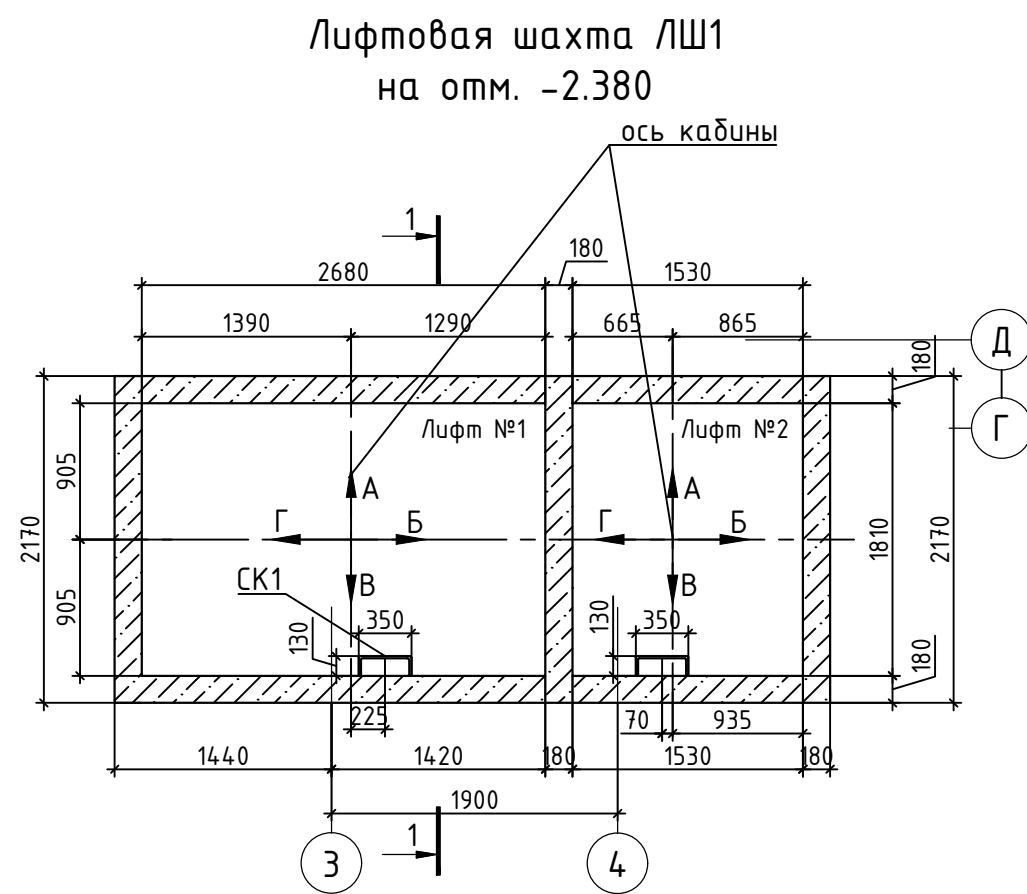 Лифтовая шахта ЛШ1
на отм. -2.380
ось кабины
1
180
2680
1530
1390
1290
665
865
Д
180
Г
Лифт №1
Лифт №2
905
А
А
Г
Б
Г
Б
2170
1810
2170
СК1
В
В
905
350
350
130
130
180
225
70
935
1440
1420
180
1530
180
1900
1
3
4